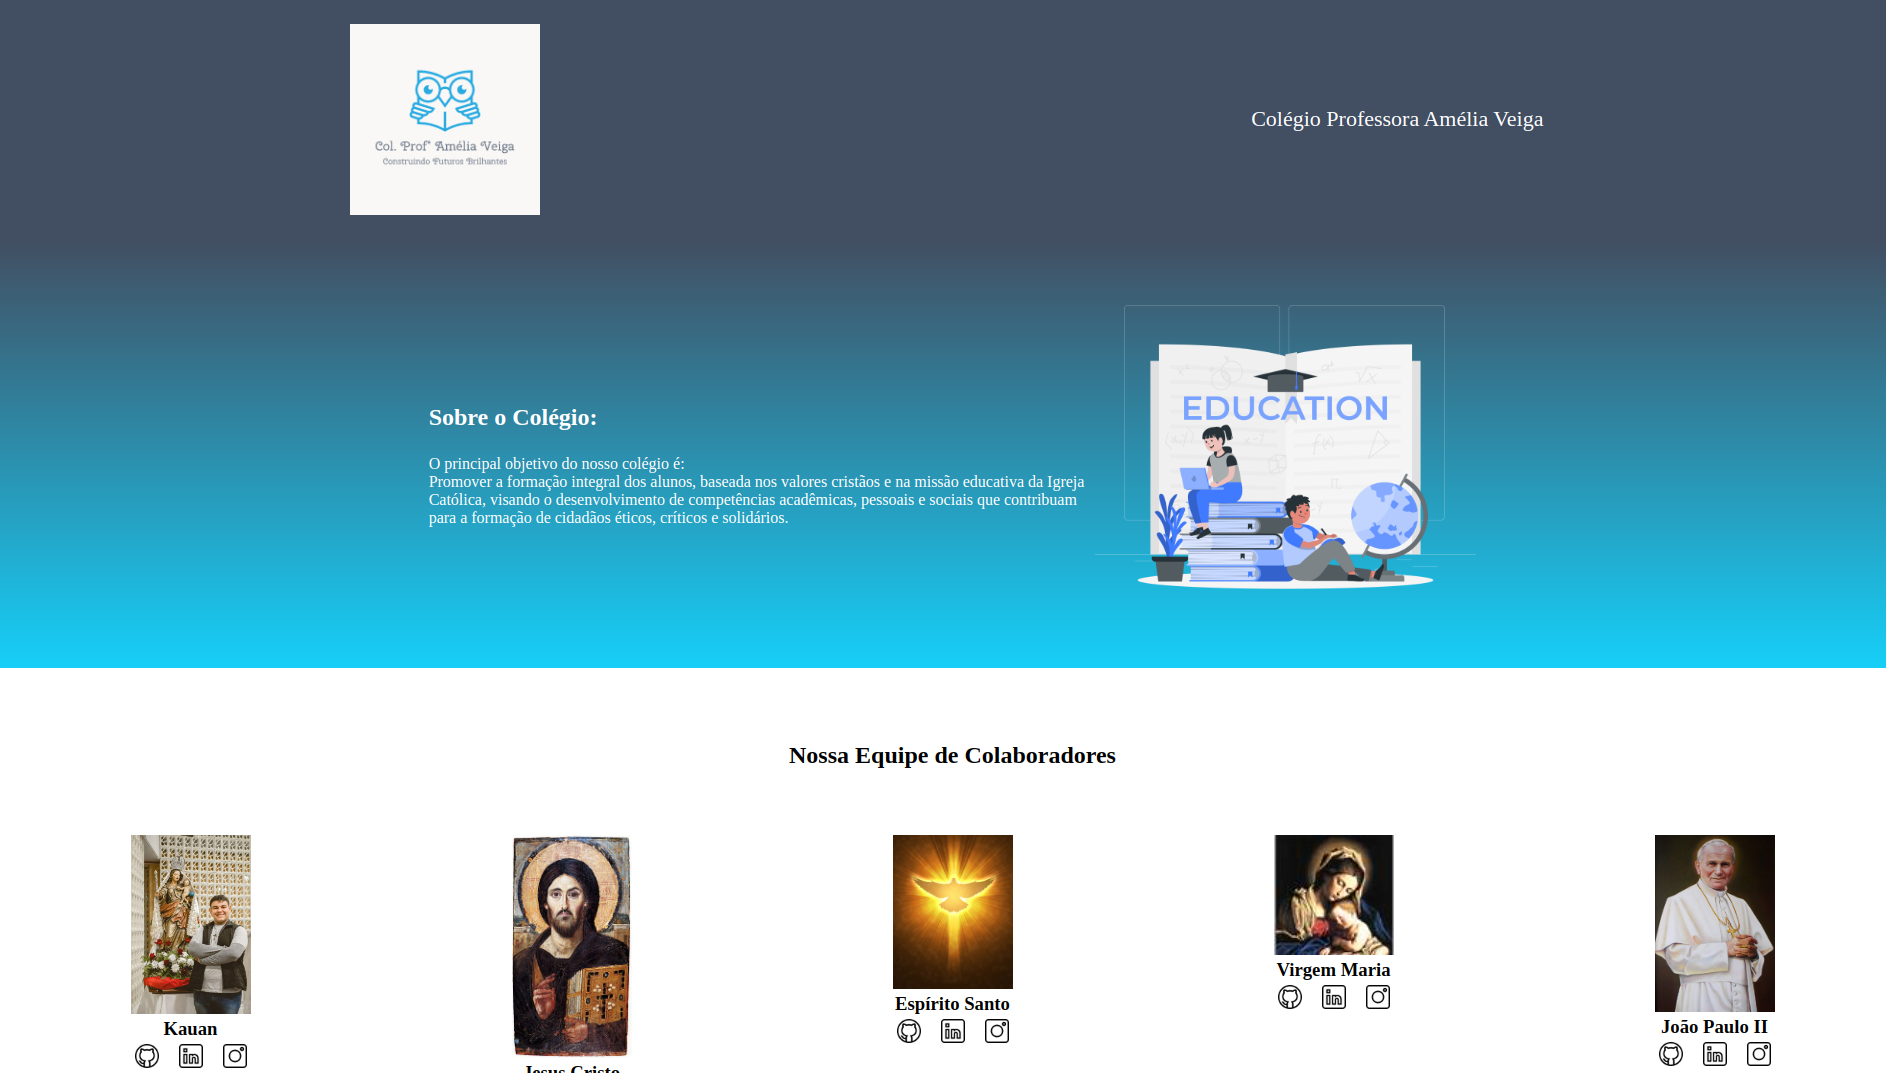 Col. Profª Amélia Veiga
Construindo Futuros Brilhantes
Colégio Professora Amélia Veiga
EDUCATION
Sobre o Colégio:
O principal objetivo do nosso colégio é:
Promover a formação integral dos alunos, baseada nos valores cristãos e na missão educativa da Igreja
Católica, visando o desenvolvimento de competências acadêmicas, pessoais e sociais que contribuam
para a formação de cidadãos éticos, críticos e solidários.
Nossa Equipe de Colaboradores
Kauan
Jesus Cristo
Espírito Santo
Virgem Maria
João Paulo II